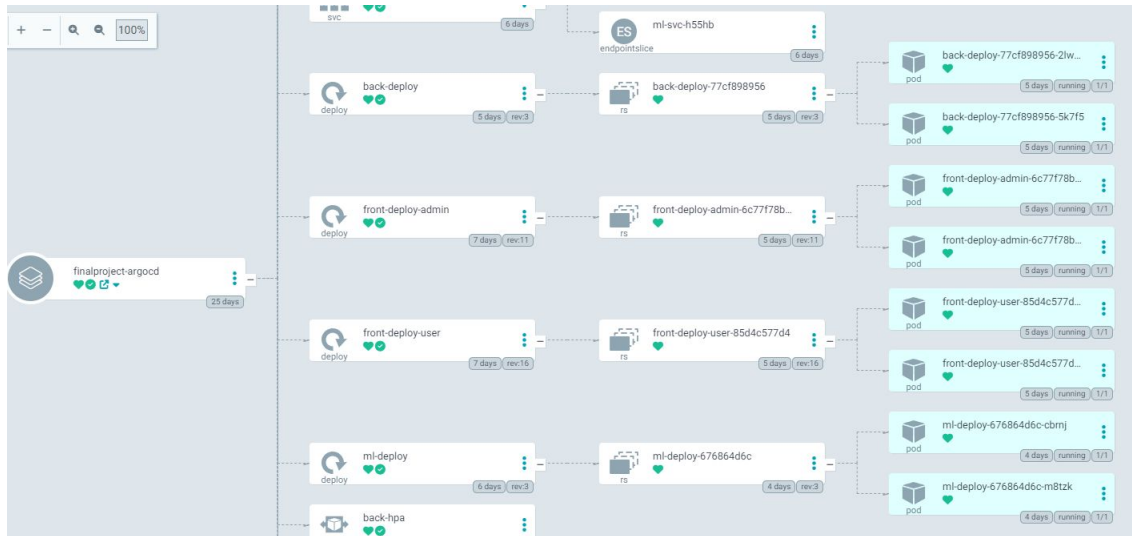 svc
6 days
100%
ES
endpointslice
ml-svc-h55hb
6 days
deploy
back-deploy
5 days rev:3
rs
back-deploy-77cf898956
5 days rev:3
pod
back-deploy-77cf898956-2lw...
5 days running 1/1
pod
back-deploy-77cf898956-5k7f5
5 days running 1/1
deploy
front-deploy-admin
7 days rev:11
rs
front-deploy-admin-6c77f78b...
5 days rev:11
pod
front-deploy-admin-6c77f78b...
5 days running 1/1
pod
front-deploy-admin-6c77f78b...
5 days running 1/1
finalproject-argocd
25 days
deploy
front-deploy-user
7 days rev:16
rs
front-deploy-user-85d4c577d4
5 days rev:16
pod
front-deploy-user-85d4c577d...
5 days running 1/1
pod
front-deploy-user-85d4c577d...
5 days running 1/1
deploy
ml-deploy
6 days rev:3
rs
ml-deploy-676864d6c
4 days rev:3
pod
ml-deploy-676864d6c-cbrnj
4 days running 1/1
pod
ml-deploy-676864d6c-m8tzk
4 days running 1/1
back-hpa